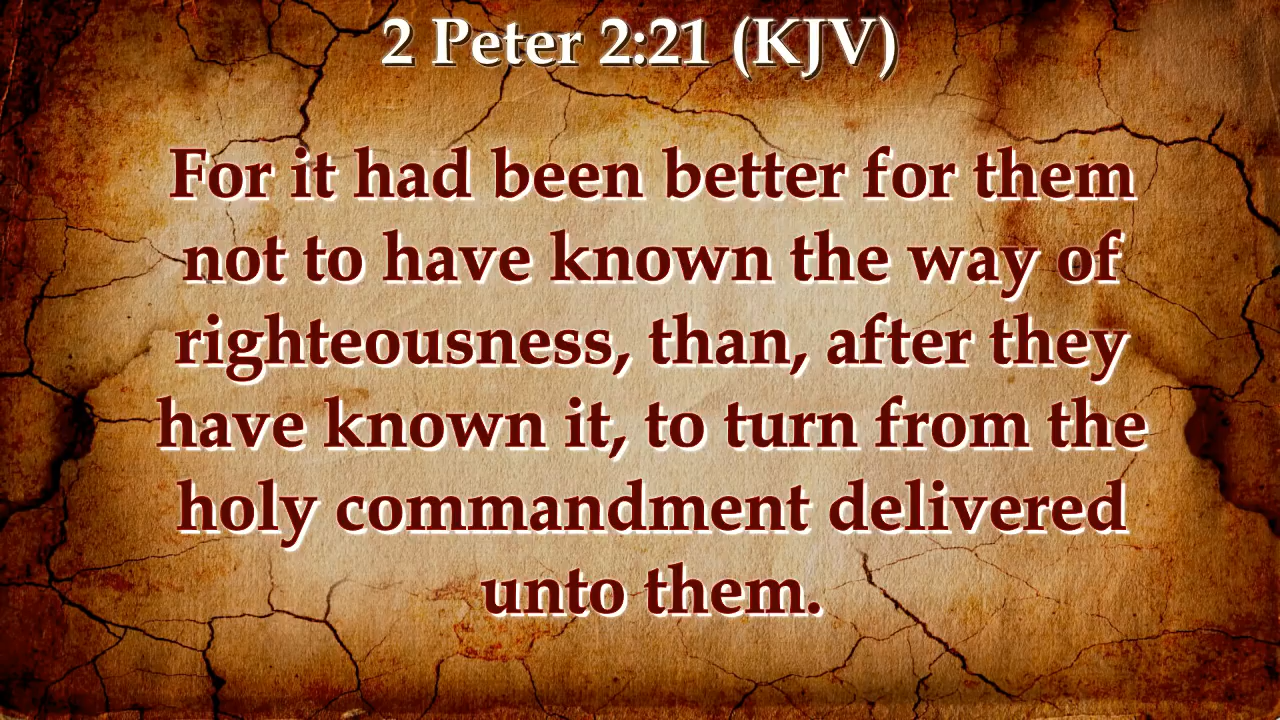 2 Peter 2:21 (KJV)
For it had been better for them
not to have known the way of
righteousness, than, after they
have known it, to turn from the
holy commandment delivered
unto them.